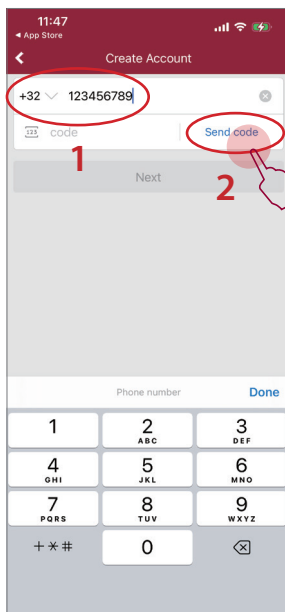 11:47
◀ App Store
Create Account
+32 123456789
123 code Send code
1
Next
2
Phone number Done
1 2 3
ABC DEF
4 5 6
GHI JKL MNO
7 8 9
PQRS TUV WXYZ
+*# 0